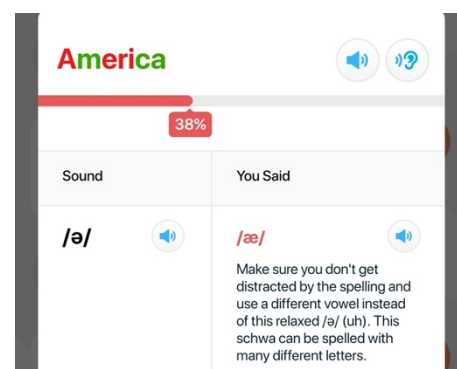 America
38%
Sound
You Said
/ə/
/æ/
Make sure you don't get
distracted by the spelling and
use a different vowel instead
of this relaxed /ə/ (uh). This
schwa can be spelled with
many different letters.